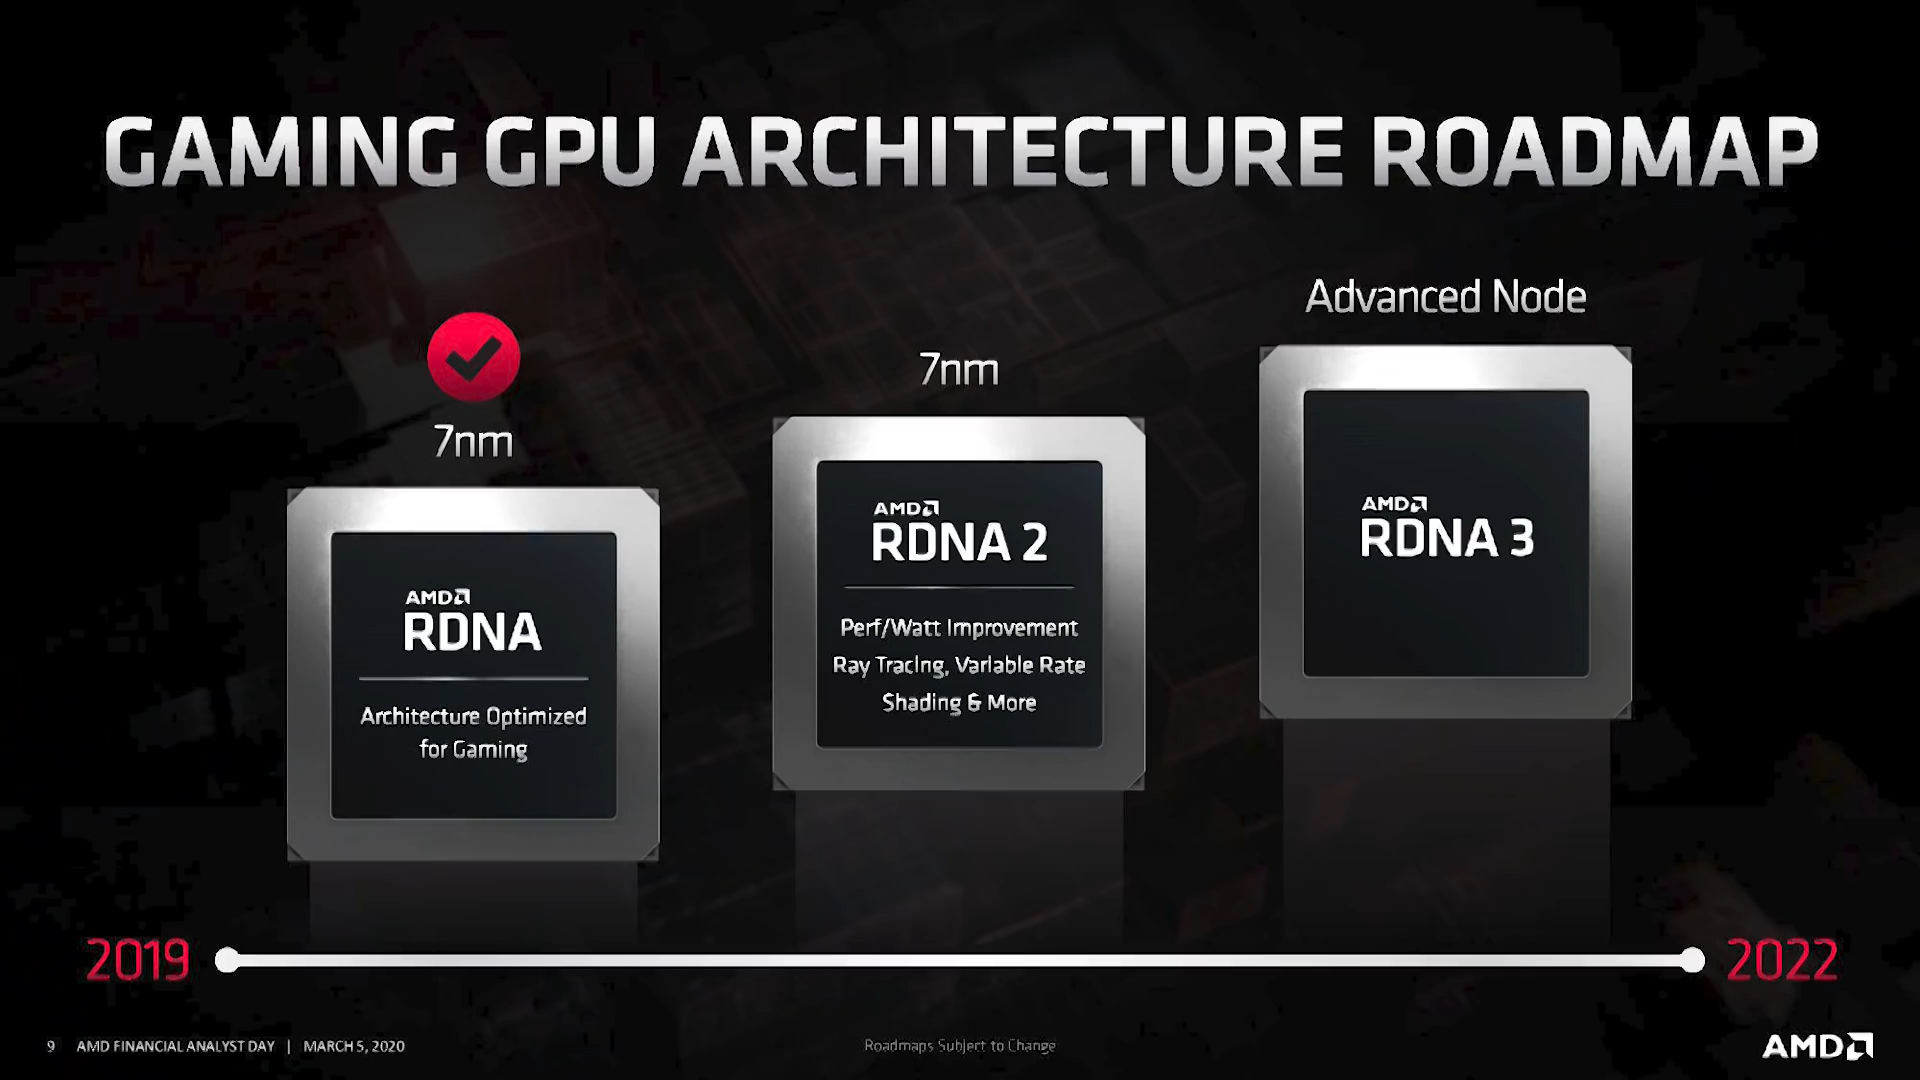 GAMING GPU ARCHITECTURE ROADMAP
7nm
AMD
RDNA
Architecture Optimized
for Gaming
7nm
AMD
RDNA 2
Perf/Watt Improvement
Ray Tracing, Variable Rate
Shading & More
Advanced Node
AMD
RDNA 3
2019
2022
9 AMD FINANCIAL ANALYST DAY | MARCH 5, 2020
Roadmaps Subject to Change
AMD